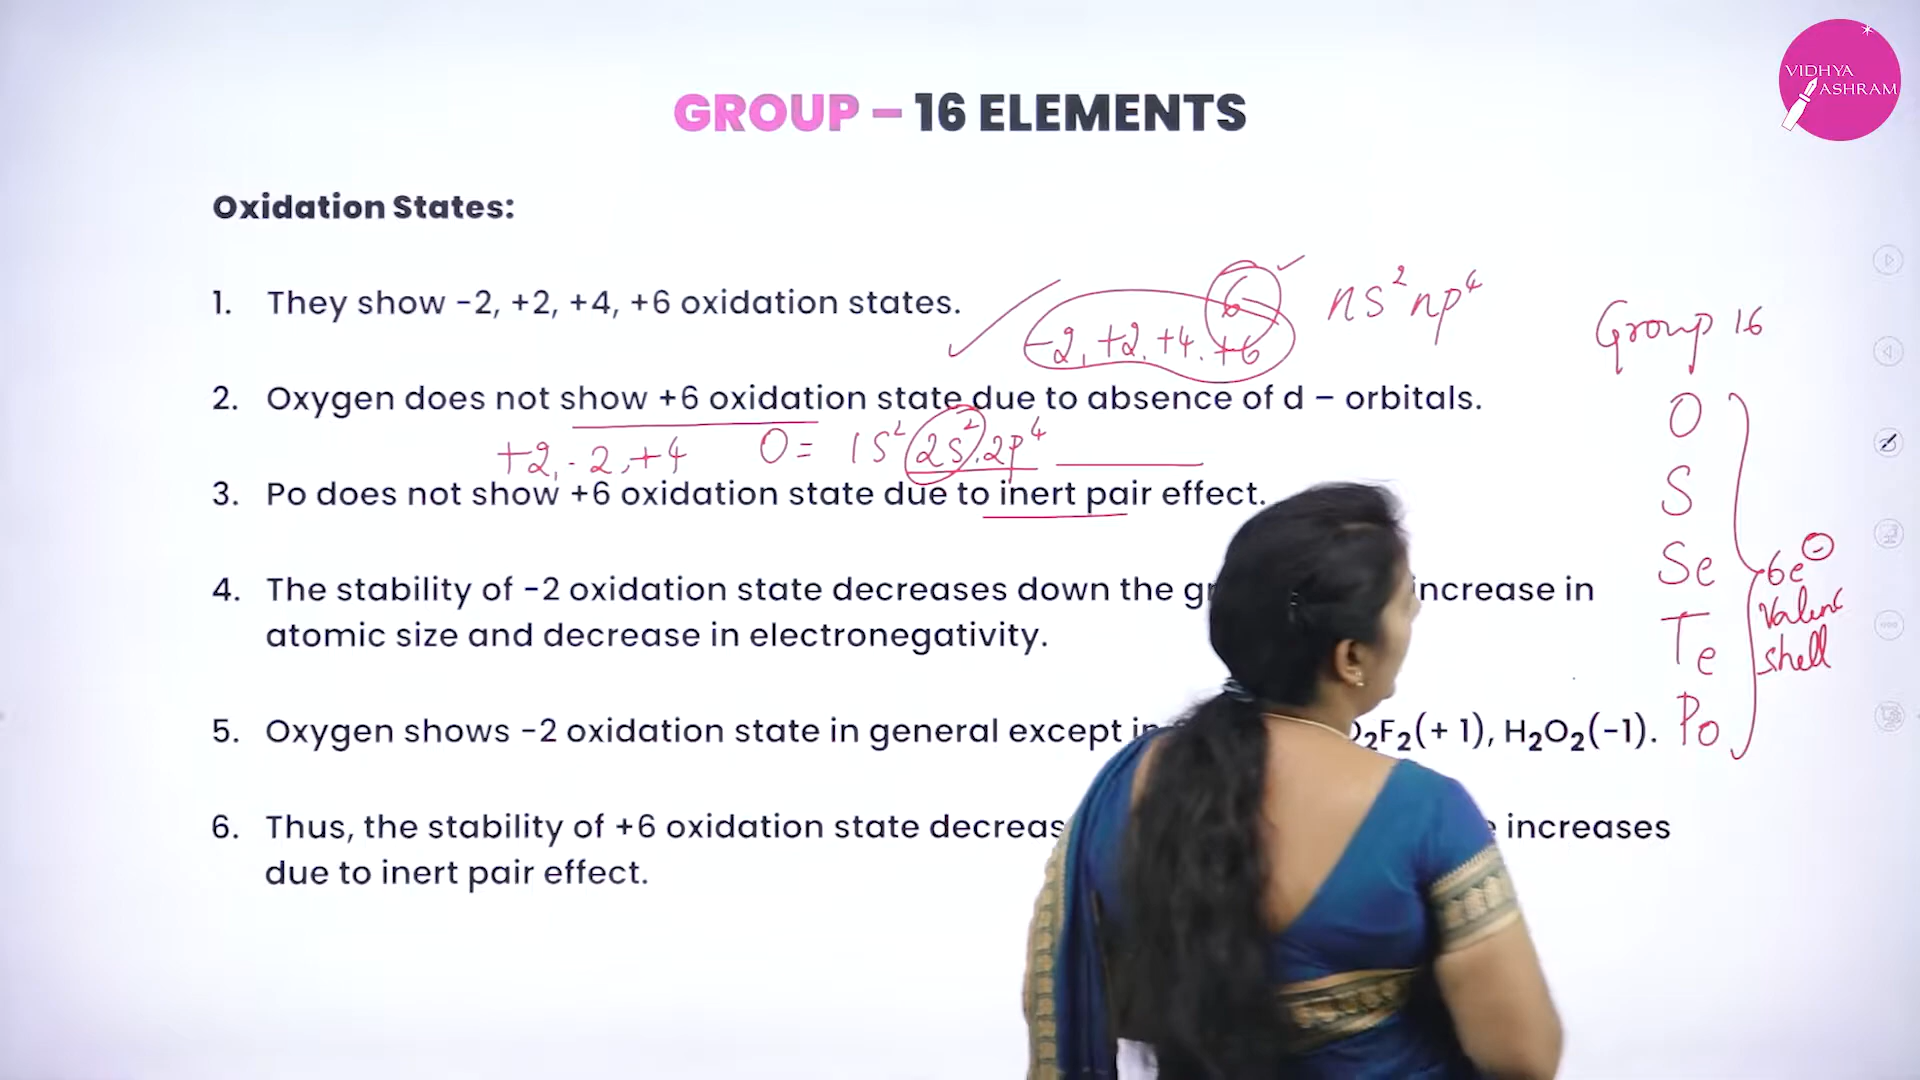 VIDHYA
ASHRAM
GROUP – 16 ELEMENTS
Oxidation States:
1. They show -2, +2, +4, +6 oxidation states.
6
ns² np⁴
-2, +2, +4, +6
Group 16
2. Oxygen does not show +6 oxidation state due to absence of d – orbitals.
O
+2, -2, +4 O = 1s² 2s² 2p⁴
3. Po does not show +6 oxidation state due to inert pair effect.
S
Se
6e⊖
valence
shell
4. The stability of -2 oxidation state decreases down the increase in
atomic size and decrease in electronegativity.
Te
5. Oxygen shows -2 oxidation state in general except O₂F₂(+ 1), H₂O₂(-1).
Po
6. Thus, the stability of +6 oxidation state increases
due to inert pair effect.